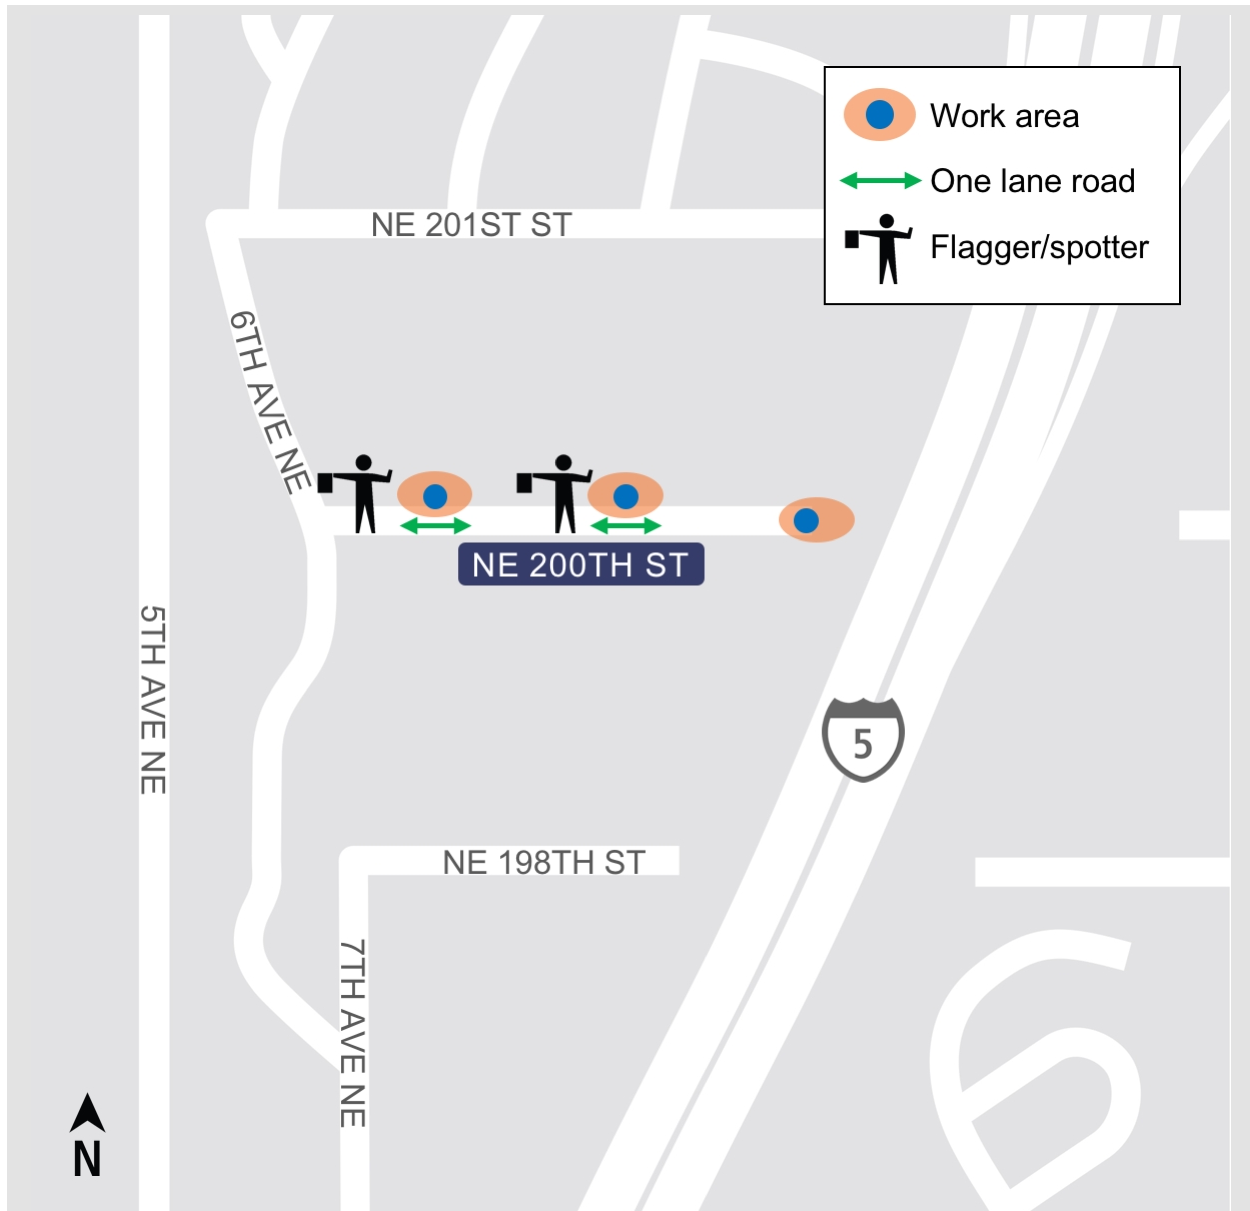 Work area
One lane road
Flagger/spotter
NE 201ST ST
6TH AVE NE
NE 200TH ST
5TH AVE NE
5
NE 198TH ST
7TH AVE NE
N